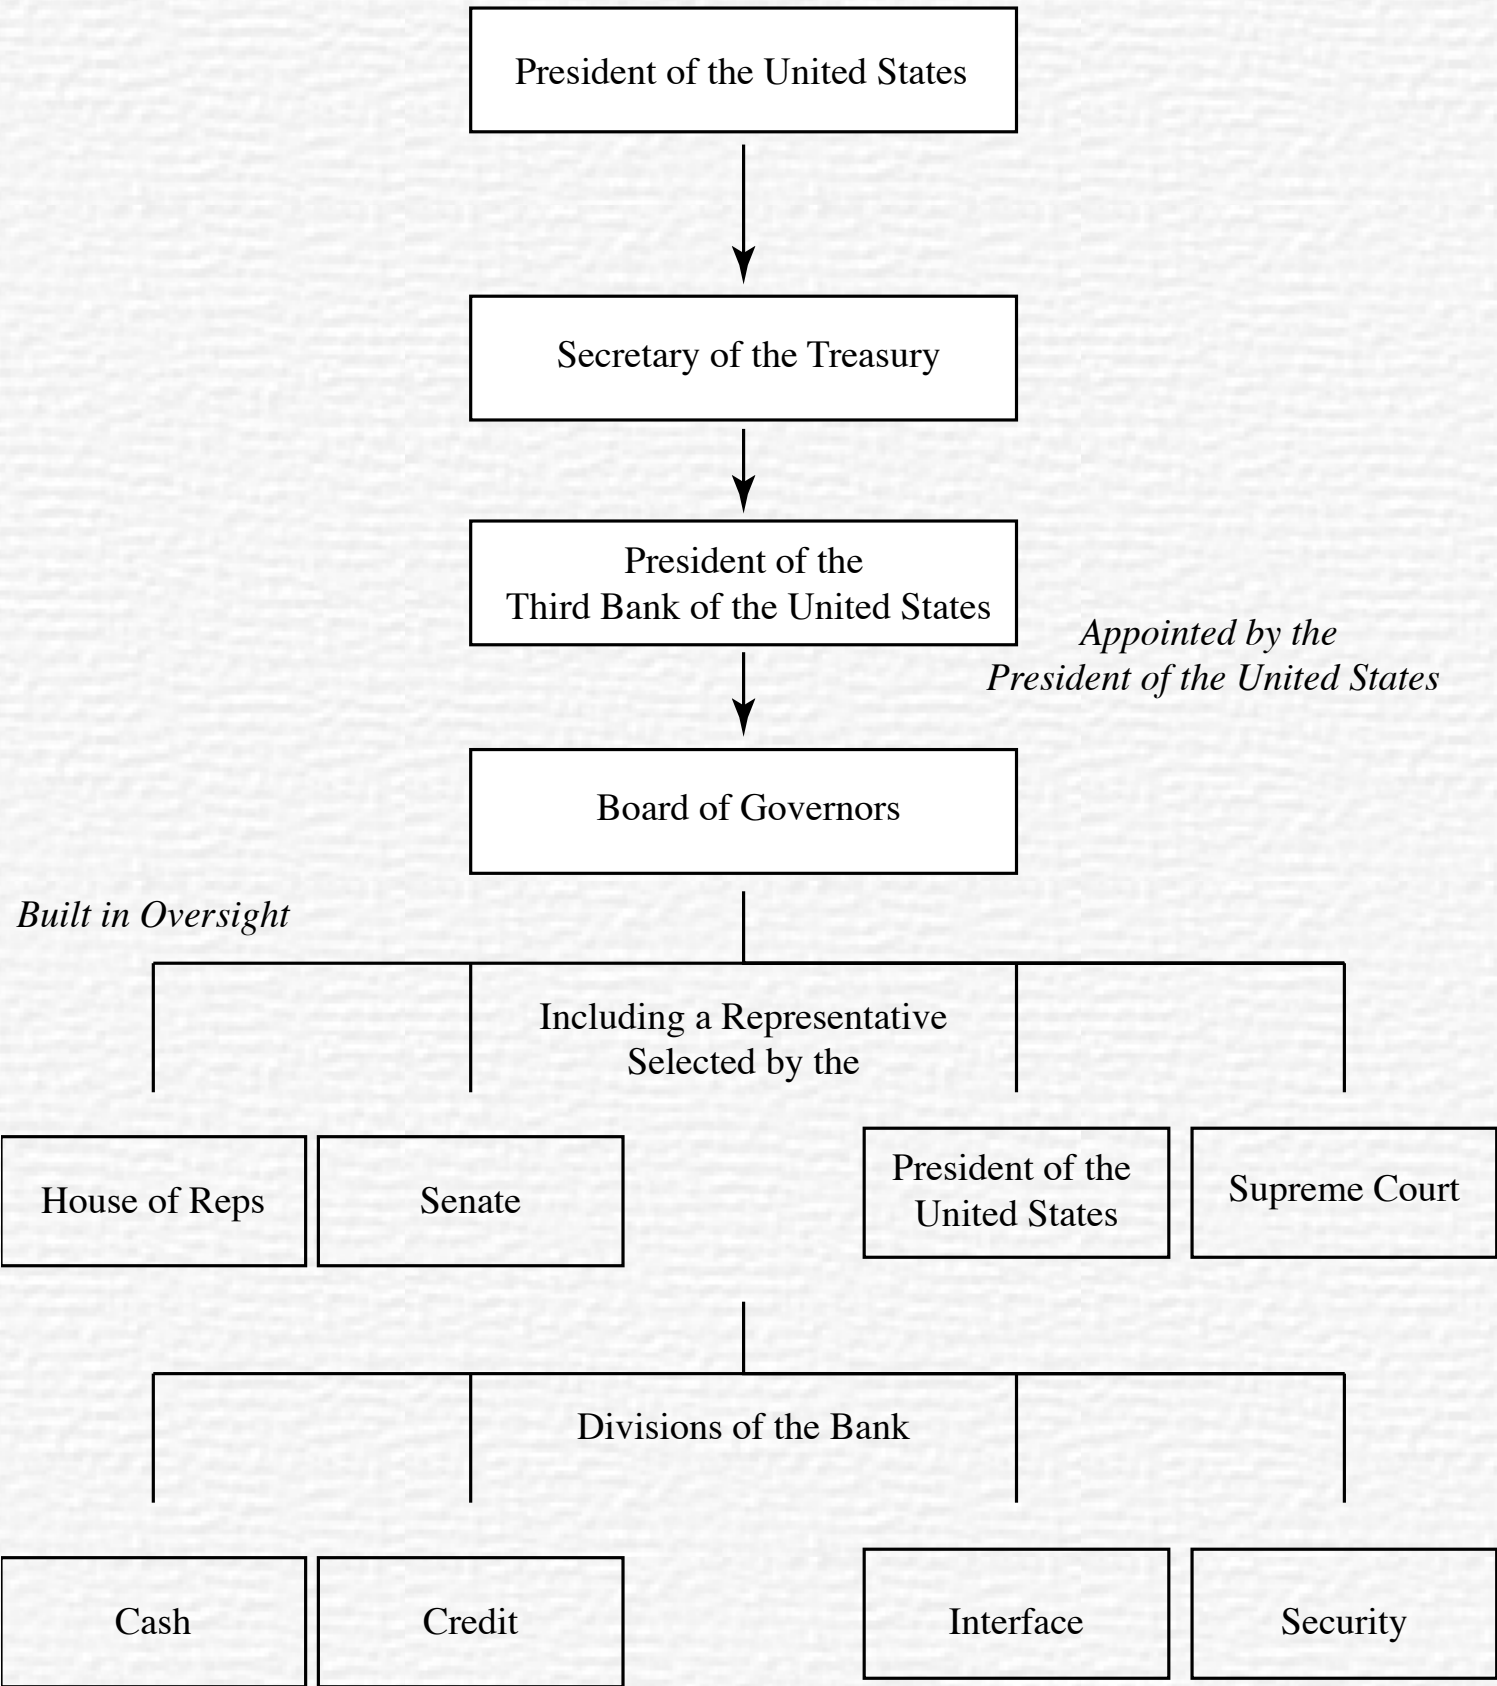 President of the United States
Secretary of the Treasury
President of the
Third Bank of the United States
Appointed by the
President of the United States
Board of Governors
Built in Oversight
Including a Representative
Selected by the
House of Reps
Senate
President of the
United States
Supreme Court
Divisions of the Bank
Cash
Credit
Interface
Security